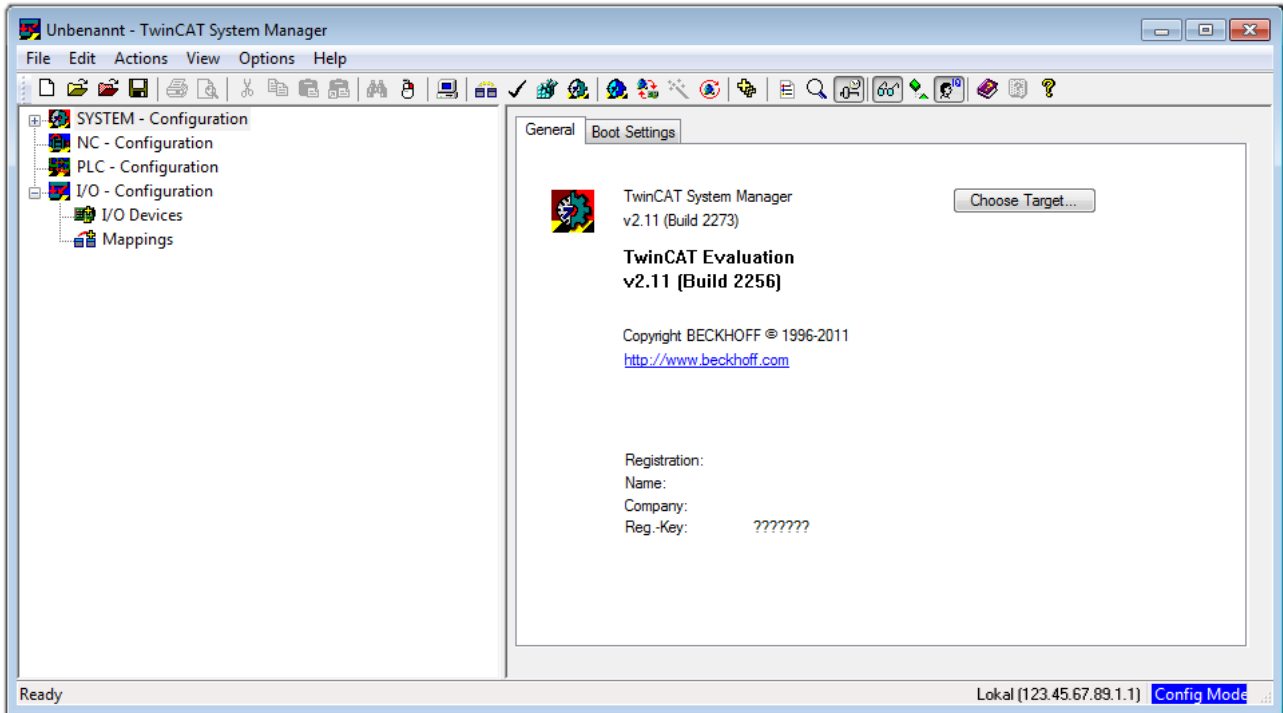 Unbenannt - TwinCAT System Manager
File Edit Actions View Options Help
SYSTEM - Configuration
NC - Configuration
PLC - Configuration
I/O - Configuration
I/O Devices
Mappings
General Boot Settings
TwinCAT System Manager
v2.11 (Build 2273)
Choose Target...
TwinCAT Evaluation
v2.11 (Build 2256)
Copyright BECKHOFF © 1996-2011
http://www.beckhoff.com
Registration:
Name:
Company:
Reg.-Key: ???????
Ready Lokal (123.45.67.89.1.1) Config Mode